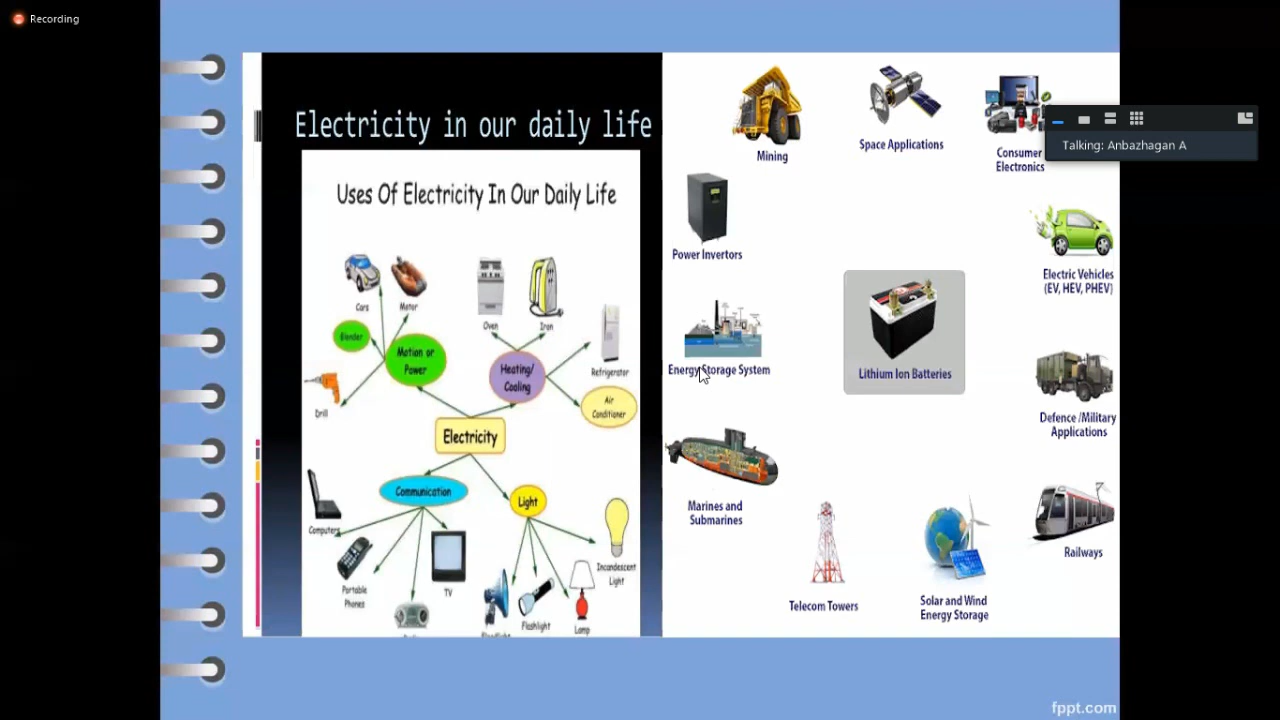 Recording
Talking: Anbazhagan A
Electricity in our daily life
Uses Of Electricity In Our Daily Life
Cars
Motor
Oven
Iron
Blender
Motion or
Power
Heating/
Cooling
Refrigerator
Air
Conditioner
Drill
Electricity
Communication
Light
Computers
Portable
Phones
TV
Flashlight
Lamp
Incandescent
Light
Mining
Space Applications
Consumer
Electronics
Power Invertors
Electric Vehicles
(EV, HEV, PHEV)
Energy Storage System
Lithium Ion Batteries
Defence /Military
Applications
Marines and
Submarines
Railways
Telecom Towers
Solar and Wind
Energy Storage
fppt.com